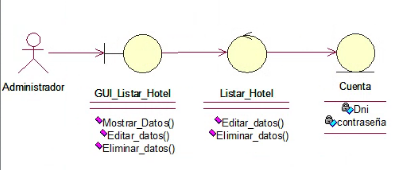 Administrador
GUI_Listar_Hotel
Mostrar_Datos()
Editar_datos()
Eliminar_datos()
Listar_Hotel
Editar_datos()
Eliminar_datos()
Cuenta
Dni
contraseña